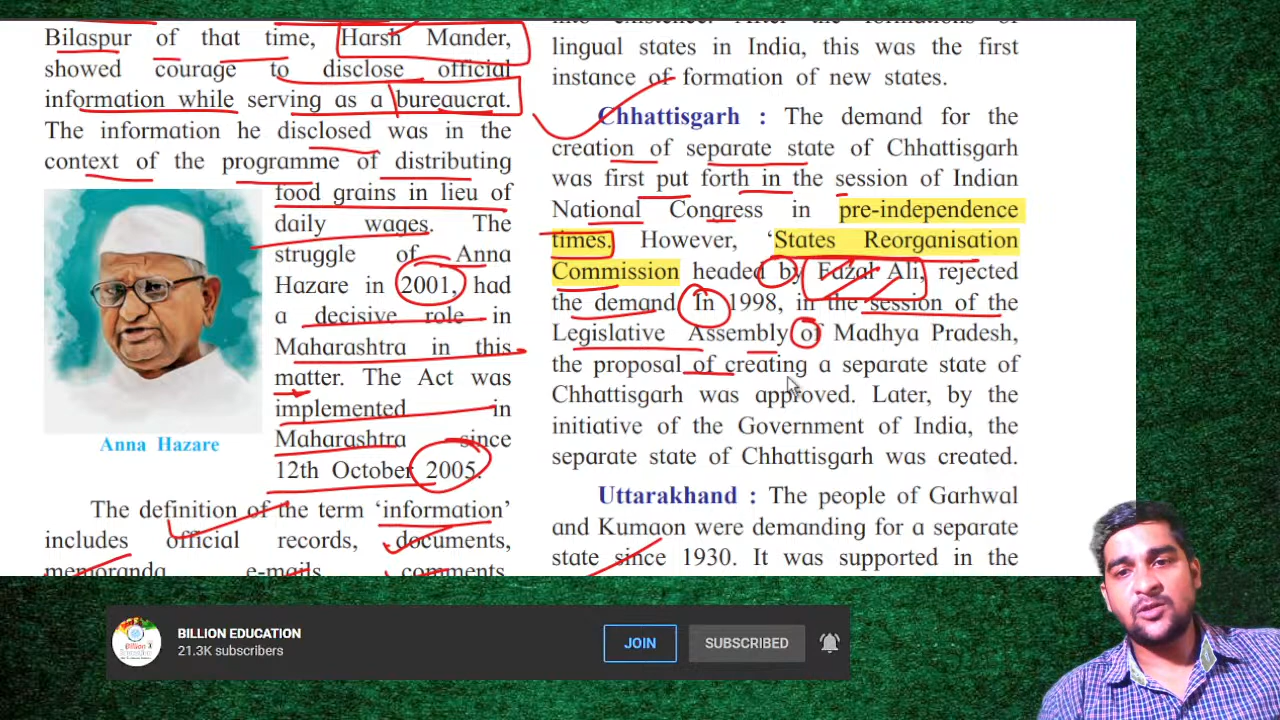 Bilaspur of that time, Harsh Mander,
showed courage to disclose official
information while serving as a bureaucrat.
The information he disclosed was in the
context of the programme of distributing
food grains in lieu of
daily wages. The
struggle of Anna
Hazare in 2001, had
a decisive role in
Maharashtra in this
matter. The Act was
implemented in
Maharashtra since
12th October 2005.
Anna Hazare
The definition of the term ‘information’
includes official records, documents,
memoranda, e-mails, comments,
into existence. After the formations of
lingual states in India, this was the first
instance of formation of new states.
Chhattisgarh : The demand for the
creation of separate state of Chhattisgarh
was first put forth in the session of Indian
National Congress in pre-independence
times. However, ‘States Reorganisation
Commission headed by Fazal Ali, rejected
the demand In 1998, in the session of the
Legislative Assembly of Madhya Pradesh,
the proposal of creating a separate state of
Chhattisgarh was approved. Later, by the
initiative of the Government of India, the
separate state of Chhattisgarh was created.
Uttarakhand : The people of Garhwal
and Kumaon were demanding for a separate
state since 1930. It was supported in the
BILLION EDUCATION
21.3K subscribers
JOIN
SUBSCRIBED